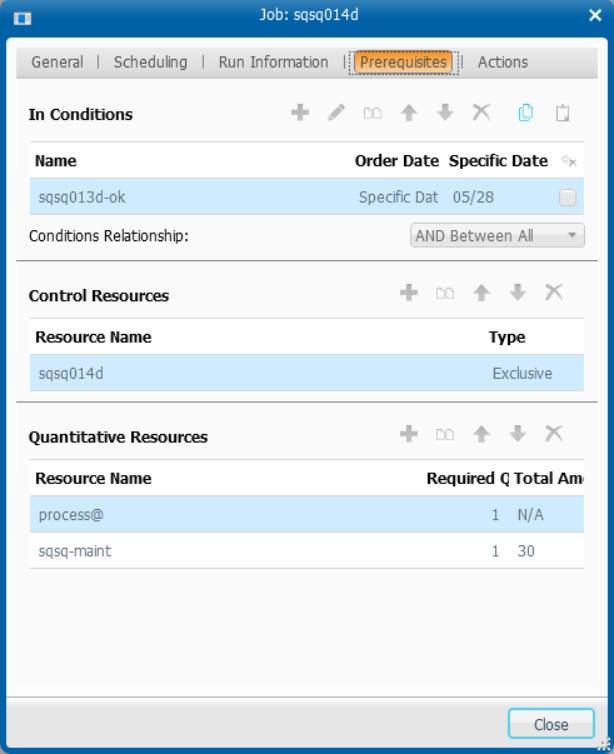 Job: sqsq014d
General | Scheduling | Run Information | Prerequisites | Actions
In Conditions
Name Order Date Specific Date
sqsq013d-ok Specific Dat 05/28
Conditions Relationship: AND Between All
Control Resources
Resource Name Type
sqsq014d Exclusive
Quantitative Resources
Resource Name Required Q Total Am
process@ 1 N/A
sqsq-maint 1 30
Close